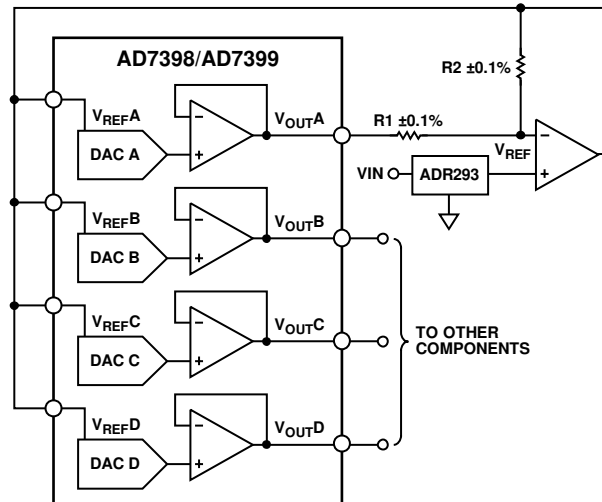 AD7398/AD7399
R2 ±0.1%
VREFA
VOUTA
R1 ±0.1%
DAC A
VREF
VIN
ADR293
VREFB
VOUTB
DAC B
VREFC
VOUTC
TO OTHER
COMPONENTS
DAC C
VREFD
VOUTD
DAC D
−
+
−
+
−
+
−
+
−
+